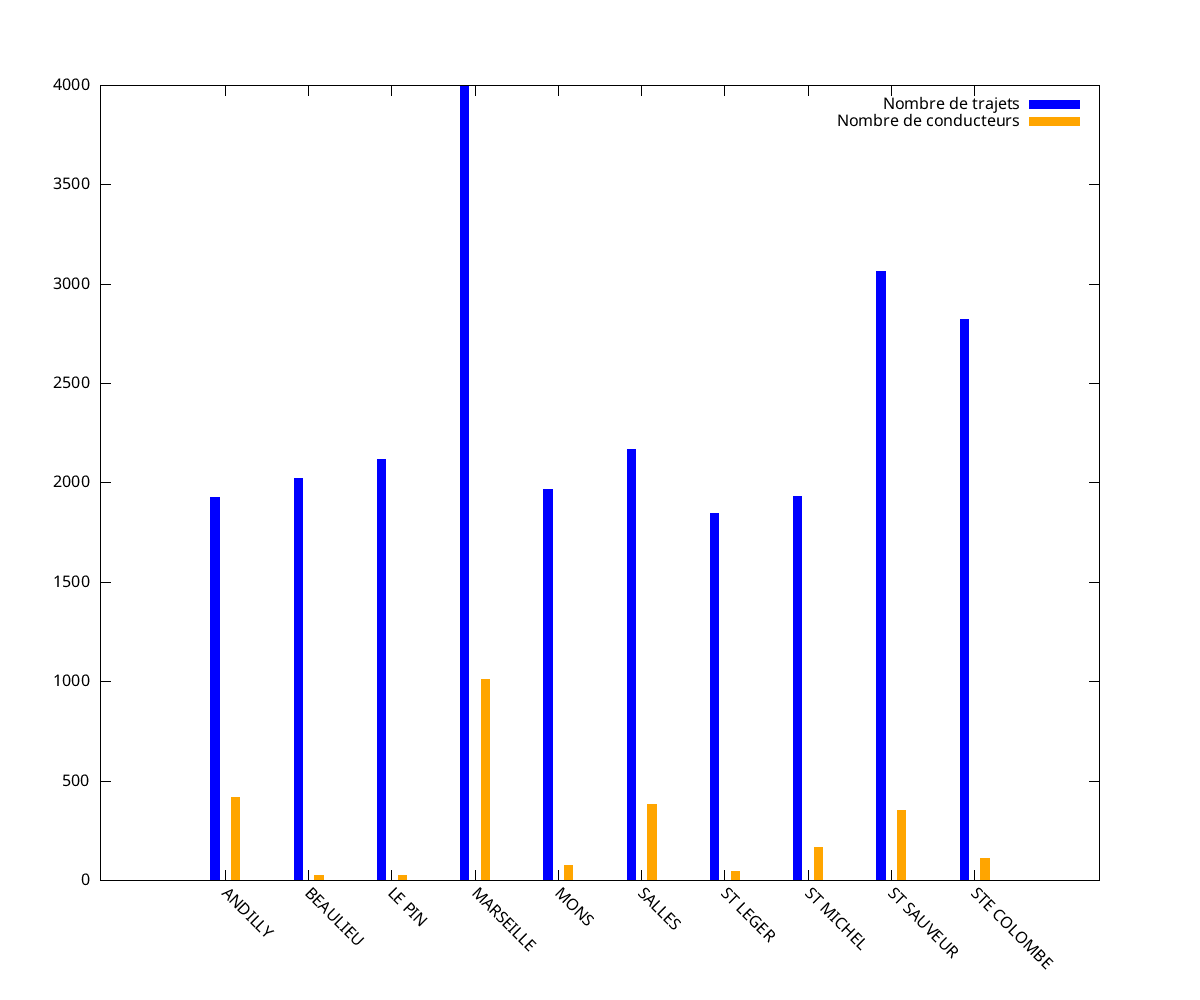 4000
3500
3000
2500
2000
1500
1000
500
0
Nombre de trajets
Nombre de conducteurs
ANDILLY
BEAULIEU
LE PIN
MARSEILLE
MONS
SALLES
ST LEGER
ST MICHEL
ST SAUVEUR
STE COLOMBE